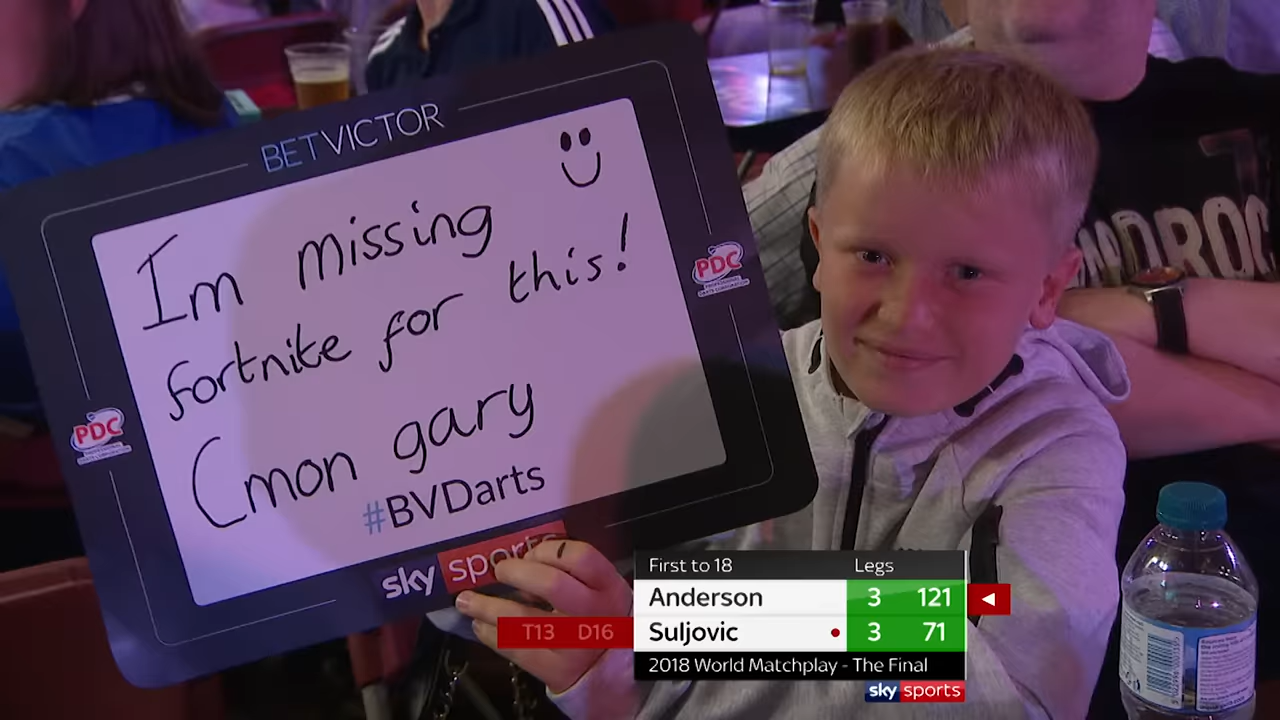 BETVICTOR
Im missing
fortnite for this!
Cmon gary
#BVDarts
sky sports
PDC
PDC
First to 18 Legs
Anderson 3 121
T13 D16 Suljovic 3 71
2018 World Matchplay - The Final
sky sports